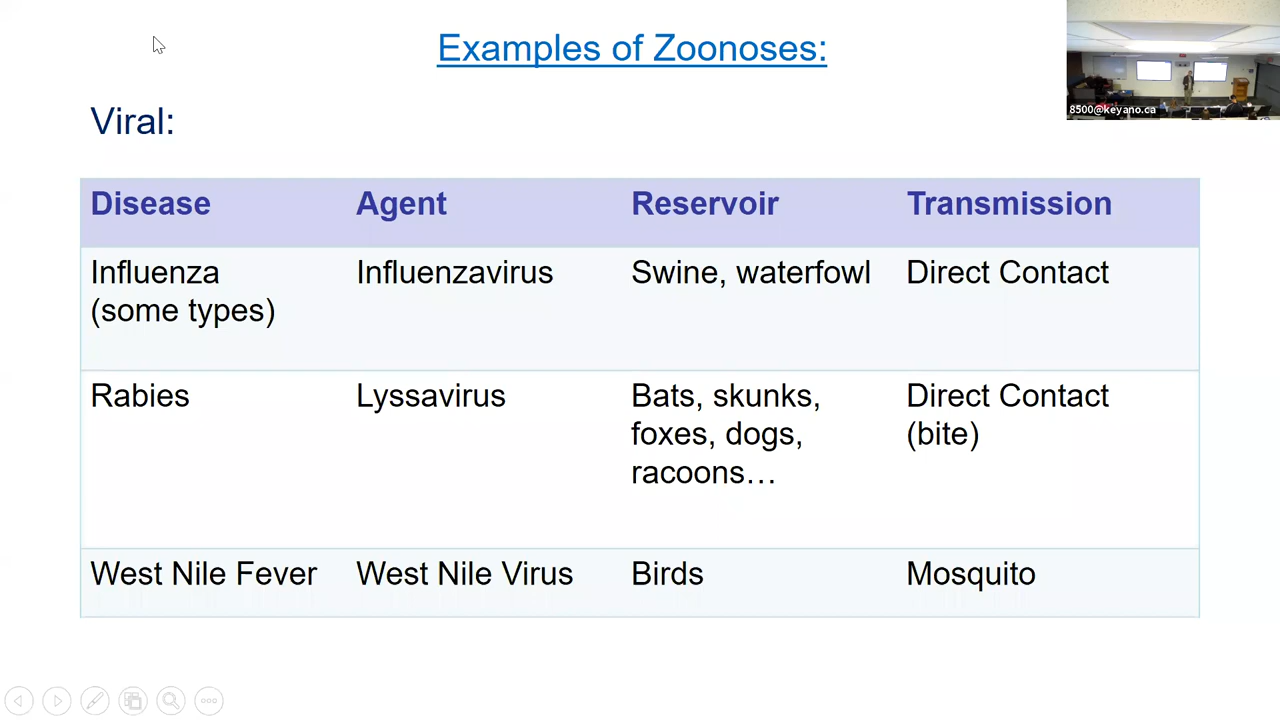 Examples of Zoonoses:
8500@keyano.ca
Viral:
Disease Agent Reservoir Transmission
Influenza Influenzavirus Swine, waterfowl Direct Contact
(some types)
Rabies Lyssavirus Bats, skunks, Direct Contact
foxes, dogs, (bite)
racoons…
West Nile Fever West Nile Virus Birds Mosquito